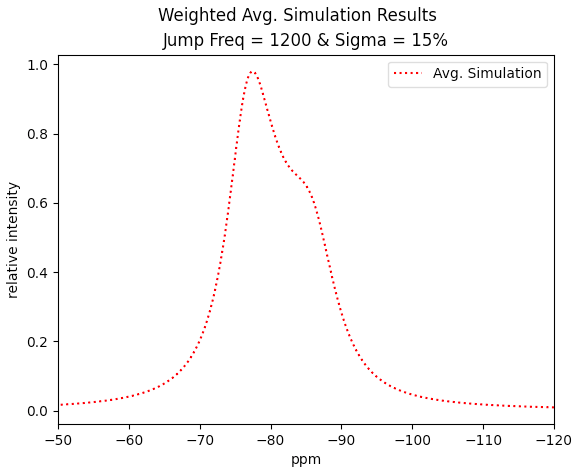 Weighted Avg. Simulation Results
Jump Freq = 1200 & Sigma = 15%
Avg. Simulation
relative intensity
1.0
0.8
0.6
0.4
0.2
0.0
−50 −60 −70 −80 −90 −100 −110 −120
ppm